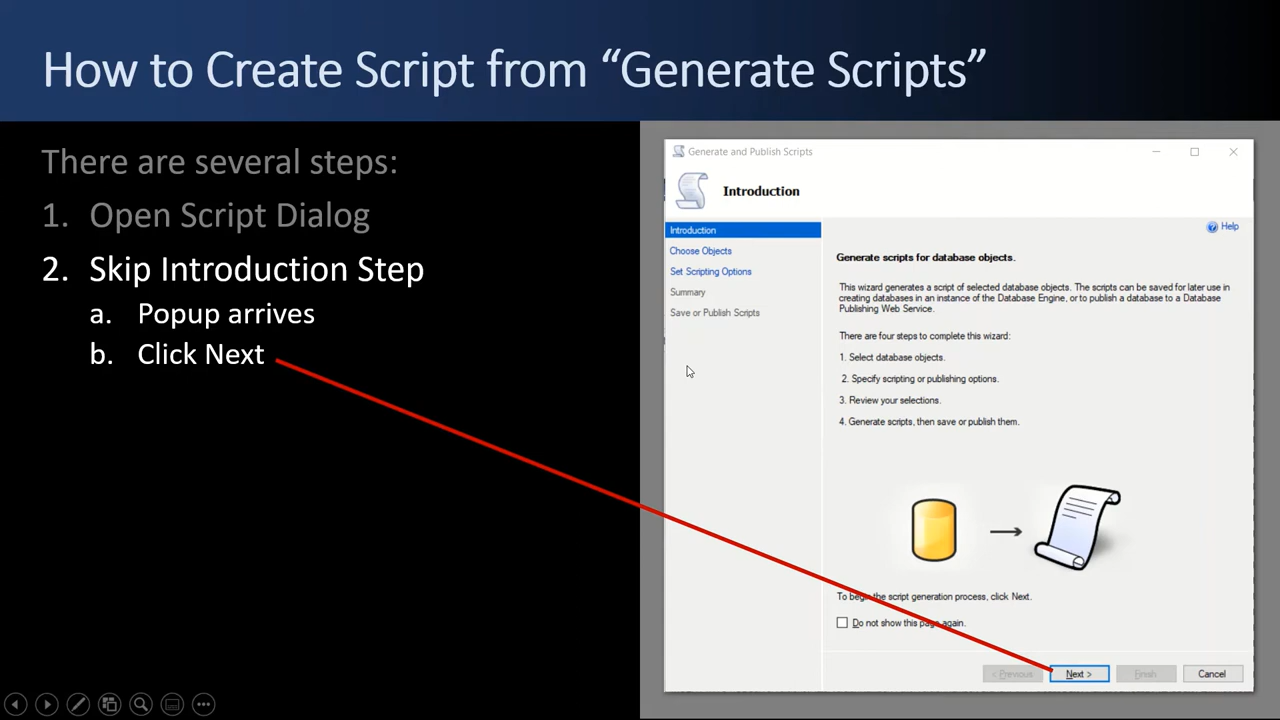 How to Create Script from “Generate Scripts”
There are several steps:
1. Open Script Dialog
2. Skip Introduction Step
a. Popup arrives
b. Click Next
Generate and Publish Scripts
Introduction
Introduction
Choose Objects
Set Scripting Options
Summary
Save or Publish Scripts
Help
Generate scripts for database objects.
This wizard generates a script of selected database objects. The scripts can be saved for later use in
creating databases in an instance of the Database Engine, or to publish a database to a Database
Publishing Web Service.
There are four steps to complete this wizard:
1. Select database objects.
2. Specify scripting or publishing options.
3. Review your selections.
4. Generate scripts, then save or publish them.
To begin the script generation process, click Next.
Do not show this page again.
< Previous
Next >
Finish
Cancel